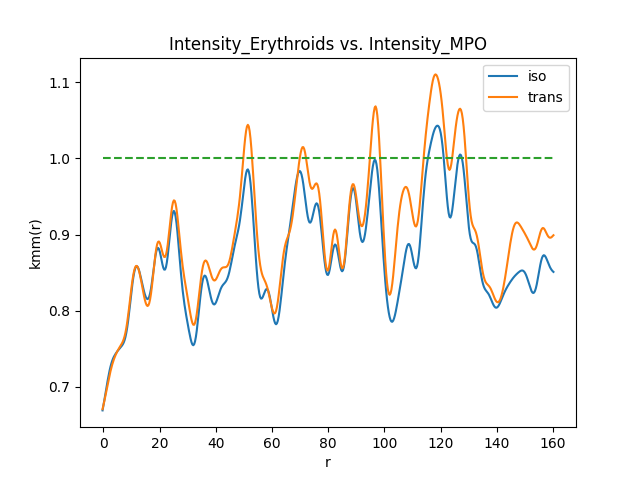 Intensity_Erythroids vs. Intensity_MPO
iso
trans
1.1
1.0
0.9
0.8
0.7
kmm(r)
0 20 40 60 80 100 120 140 160
r